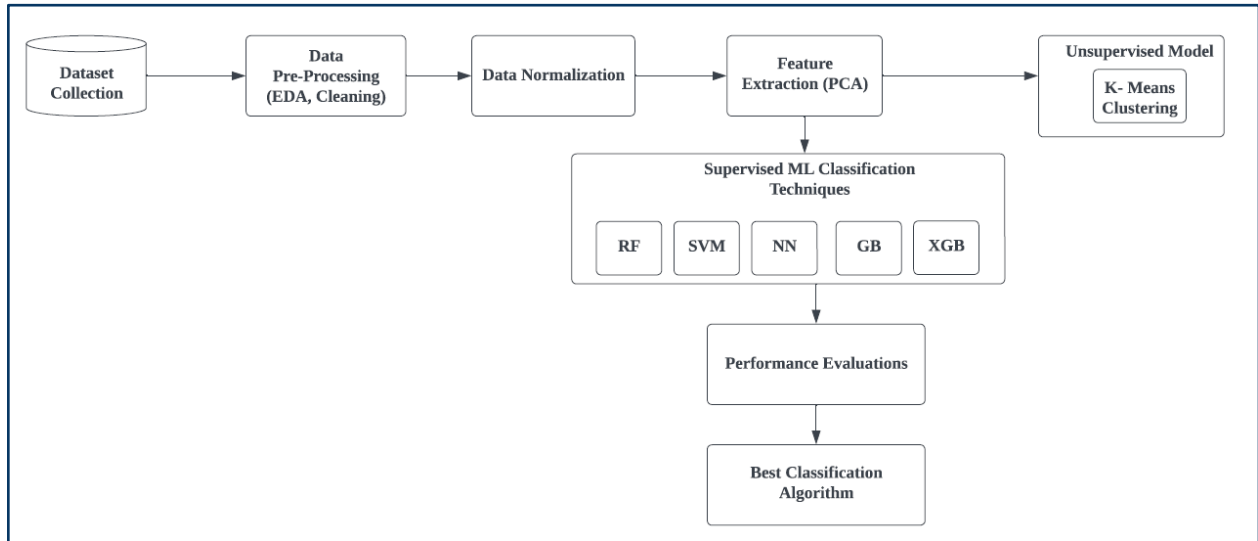 Dataset
Collection
Data
Pre-Processing
(EDA, Cleaning)
Data Normalization
Feature
Extraction (PCA)
Unsupervised Model
K- Means
Clustering
Supervised ML Classification
Techniques
RF
SVM
NN
GB
XGB
Performance Evaluations
Best Classification
Algorithm